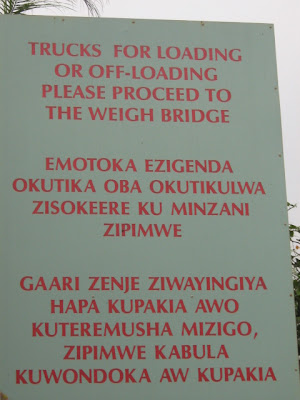 TRUCKS FOR LOADING
OR OFF-LOADING
PLEASE PROCEED TO
THE WEIGH BRIDGE
EMOTOKA EZIGENDA
OKUTIKA OBA OKUTIKULWA
ZISOKEERE KU MINZANI
ZIPIMWE
GAARI ZENJE ZIWAYINGIYA
HAPA KUPAKIA AWO
KUTEREMUSHA MIZIGO,
ZIPIMWE KABULA
KUWONDOKA AW KUPAKIA